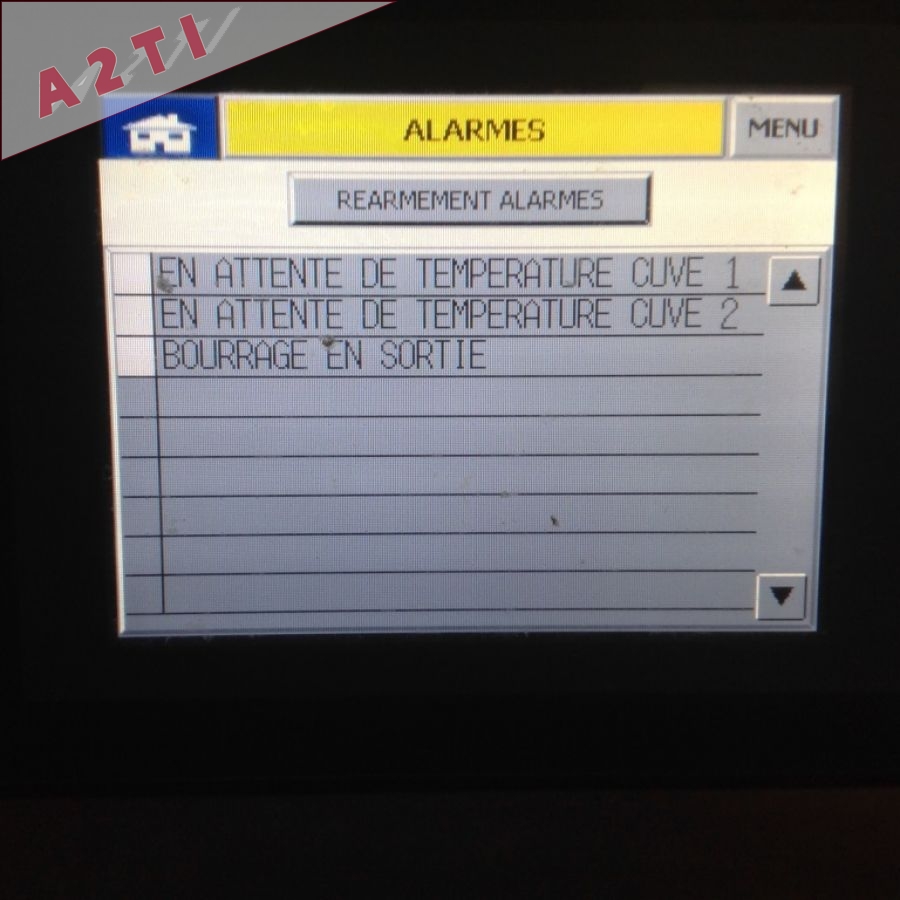 A2TI
ALARMES
MENU
REARMEMENT ALARMES
EN ATTENTE DE TEMPERATURE CUVE 1
EN ATTENTE DE TEMPERATURE CUVE 2
BOURRAGE EN SORTIE